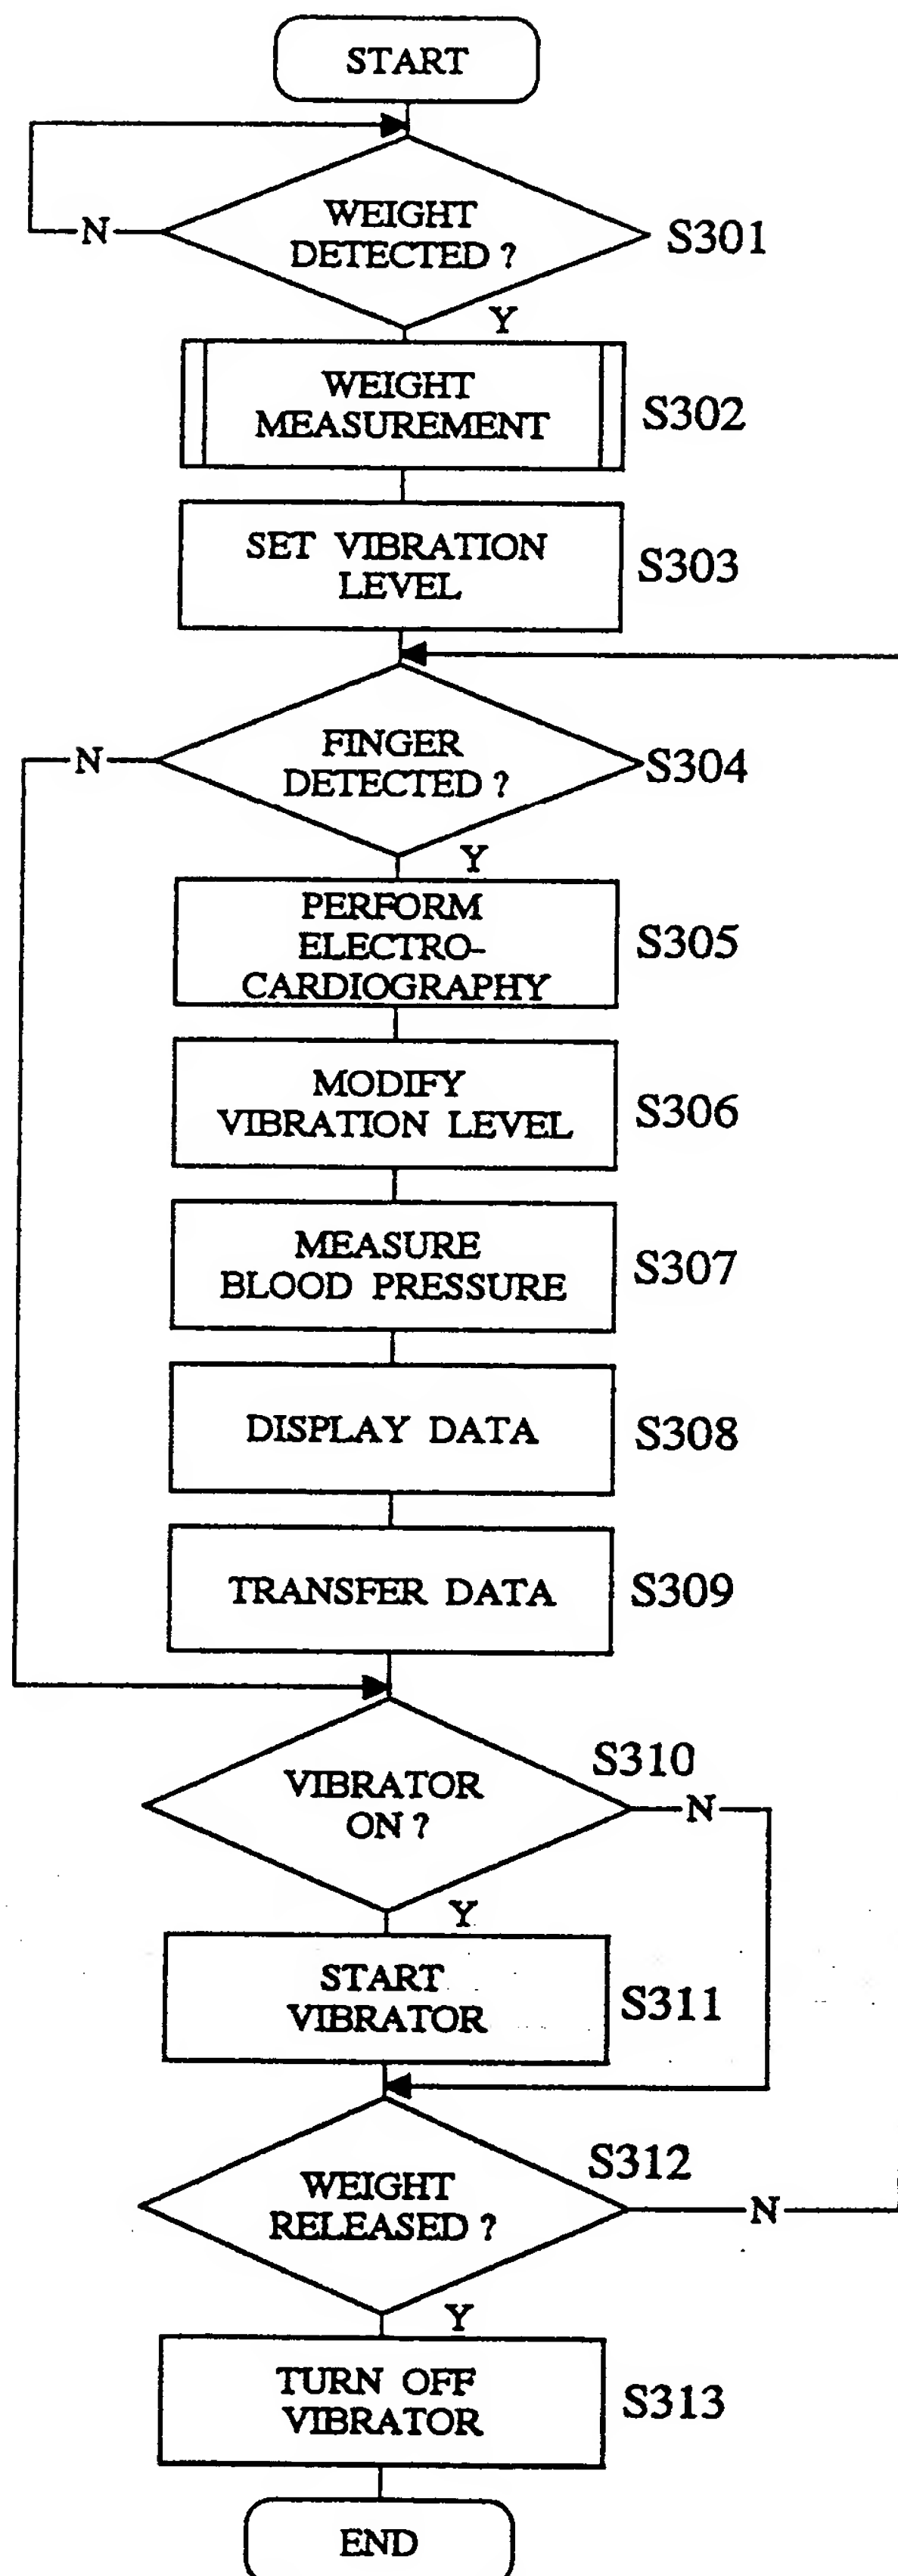 START
WEIGHT
DETECTED ?
S301
N
Y
WEIGHT
MEASUREMENT
S302
SET VIBRATION
LEVEL
S303
FINGER
DETECTED ?
S304
N
Y
PERFORM
ELECTRO-
CARDIOGRAPHY
S305
MODIFY
VIBRATION LEVEL
S306
MEASURE
BLOOD PRESSURE
S307
DISPLAY DATA
S308
TRANSFER DATA
S309
VIBRATOR
ON ?
S310
N
Y
START
VIBRATOR
S311
WEIGHT
RELEASED ?
S312
N
Y
TURN OFF
VIBRATOR
S313
END